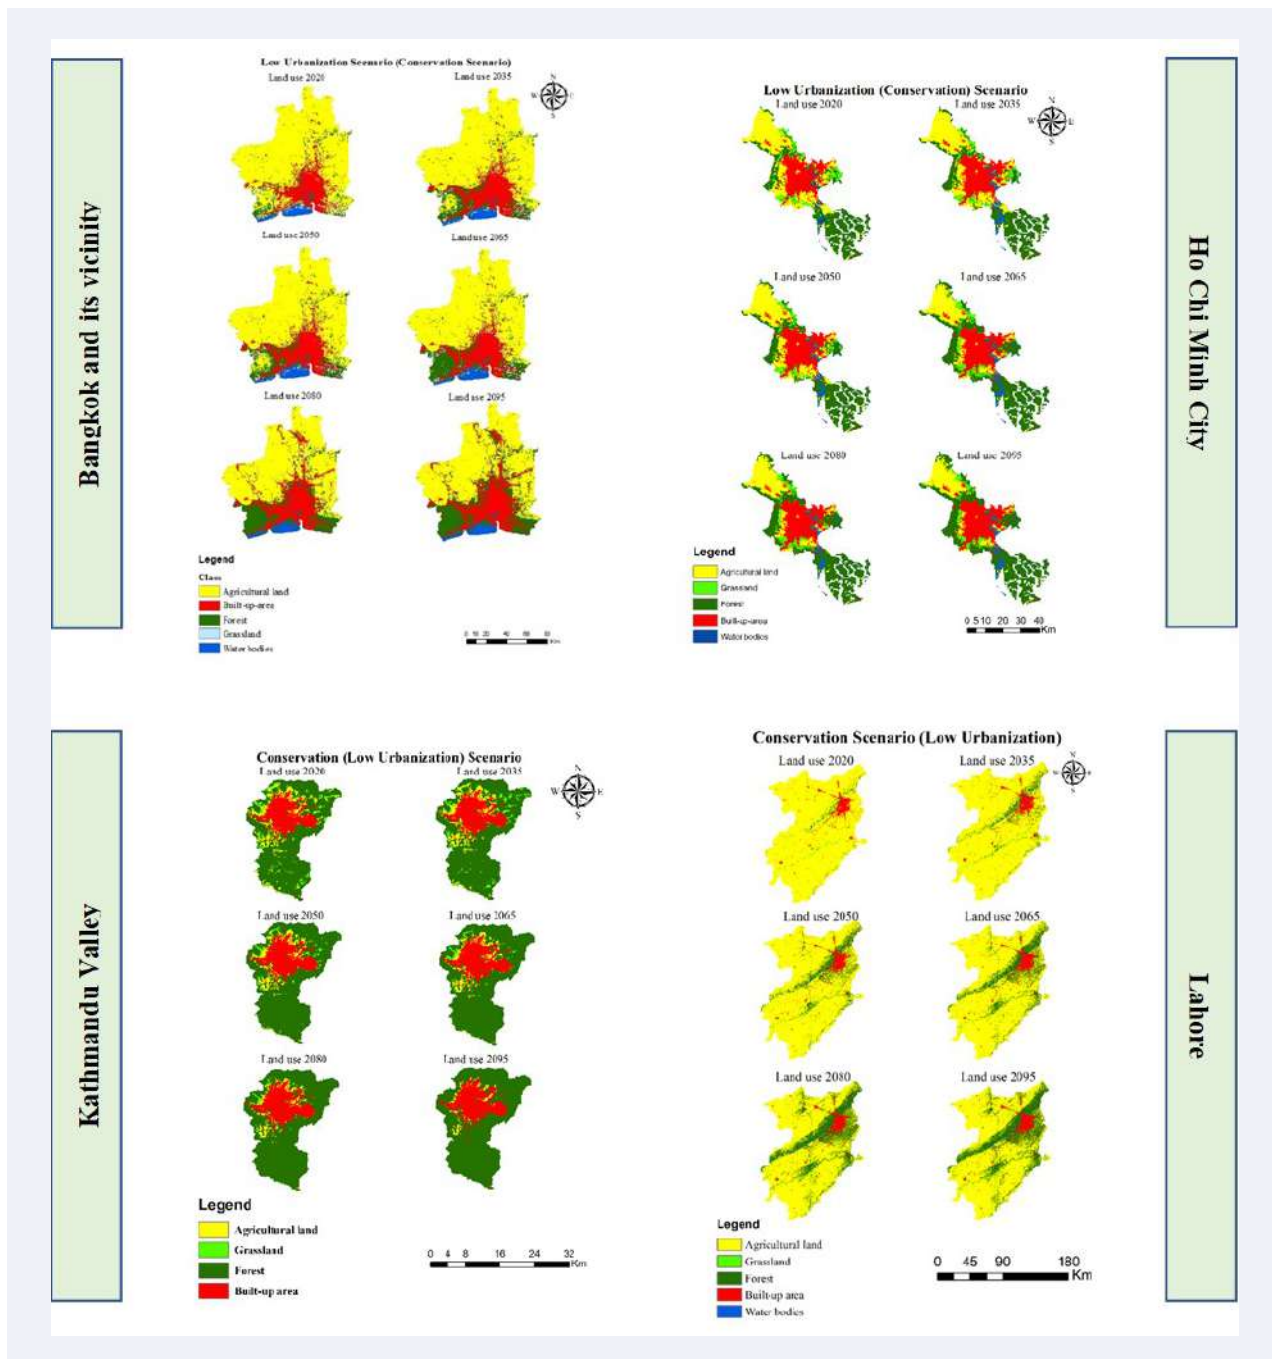 Bangkok and its vicinity
Low Urbanization Scenario (Conservation Scenario)
Land use 2020
Land use 2035
N
W
E
S
Land use 2050
Land use 2065
Land use 2080
Land use 2095
Legend
Class
Agricultural land
Built-up-area
Forest
Grassland
Water bodies
0 10 20 40 60 80
Km
Ho Chi Minh City
Low Urbanization (Conservation) Scenario
Land use 2020
Land use 2035
N
W
E
S
Land use 2050
Land use 2065
Land use 2080
Land use 2095
Legend
Agricultural land
Grassland
Forest
Built-up-area
Water bodies
0 5 10 20 30 40
Km
Kathmandu Valley
Conservation (Low Urbanization) Scenario
Land use 2020
Land use 2035
N
W
E
S
Land use 2050
Land use 2065
Land use 2080
Land use 2095
Legend
Agricultural land
Grassland
Forest
Built-up area
0 4 8 16 24 32
Km
Lahore
Conservation Scenario (Low Urbanization)
Land use 2020
Land use 2035
N
S
Land use 2050
Land use 2065
Land use 2080
Land use 2095
Legend
Agricultural land
Grassland
Forest
Built-up area
Water bodies
0 45 90 180
Km